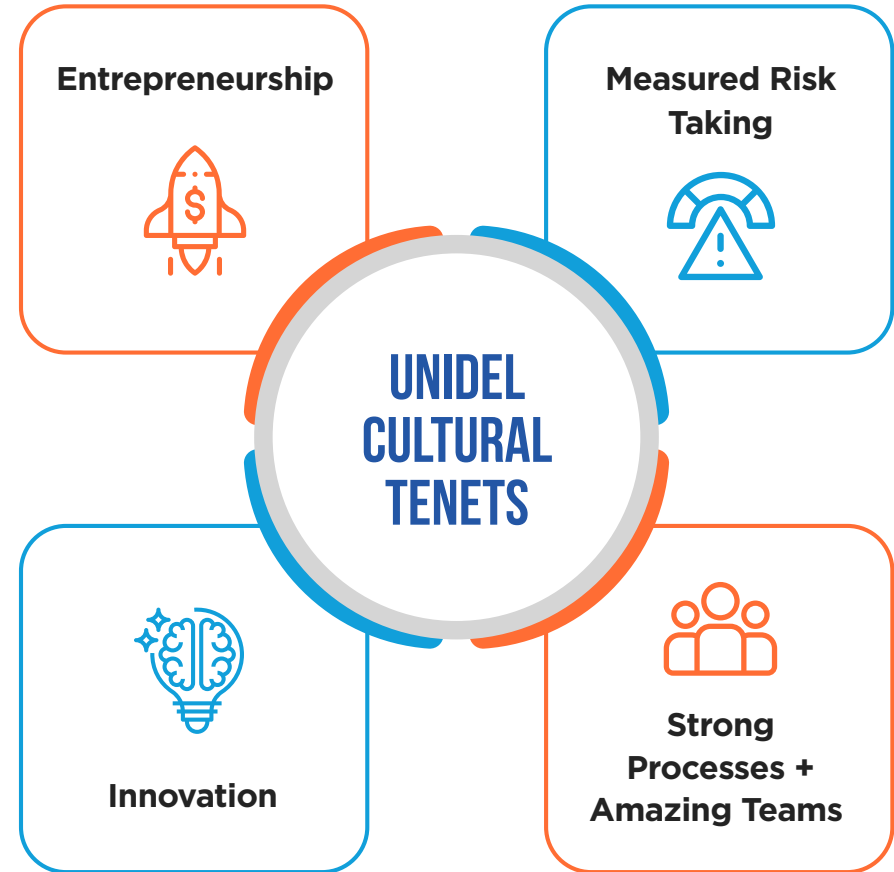 Entrepreneurship
$
Measured Risk
Taking
!
UNIDEL
CULTURAL
TENETS
Innovation
Strong
Processes +
Amazing Teams